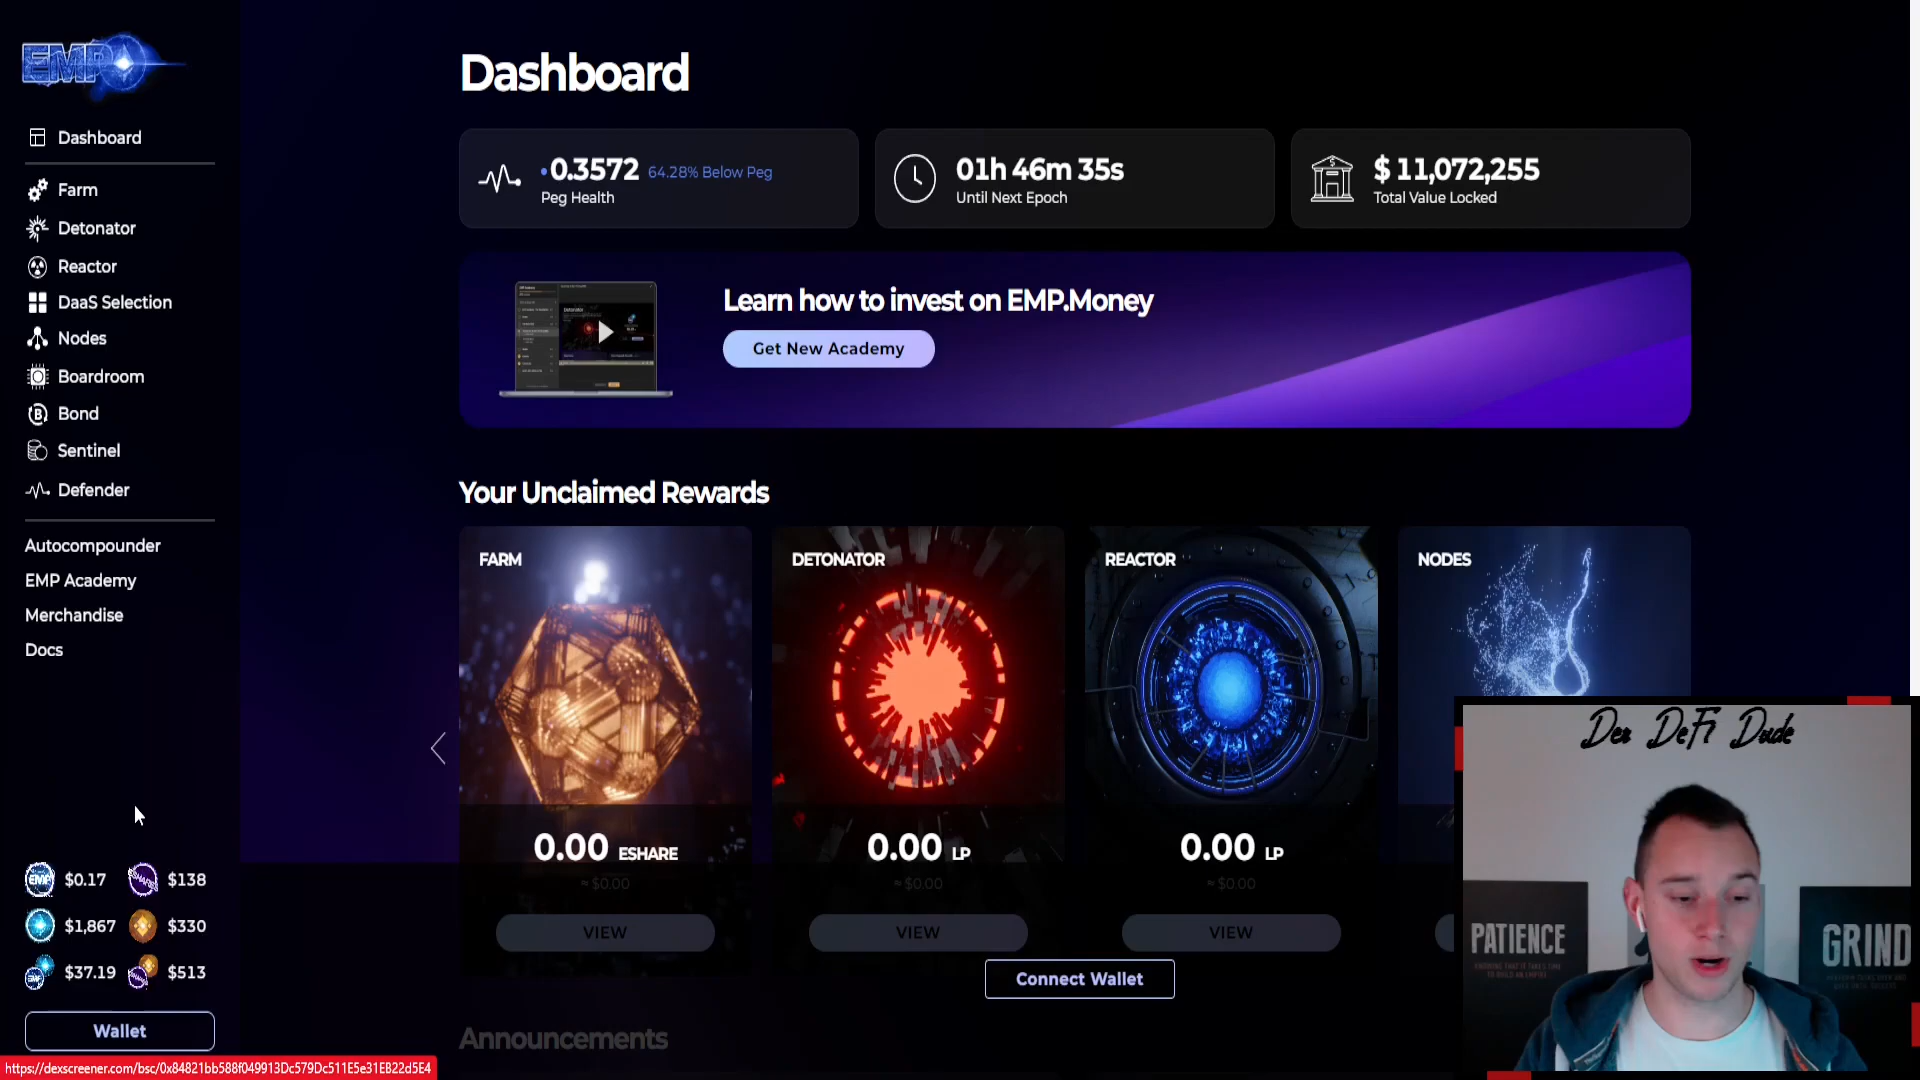 EMP
Dashboard
Farm
Detonator
Reactor
DaaS Selection
Nodes
Boardroom
Bond
Sentinel
Defender
Autocompounder
EMP Academy
Merchandise
Docs
$0.17
$138
$1,867
$330
$37.19
$513
Wallet
https://dexscreener.com/bsc/0x84821bb588f049913Dc579Dc511E5e31EB22d5E4
Dashboard
0.3572 64.28% Below Peg
Peg Health
01h 46m 35s
Until Next Epoch
$ 11,072,255
Total Value Locked
Learn how to invest on EMP.Money
Get New Academy
Your Unclaimed Rewards
FARM
DETONATOR
REACTOR
NODES
0.00 ESHARE
≈ $0.00
VIEW
0.00 LP
≈ $0.00
VIEW
0.00 LP
≈ $0.00
VIEW
Connect Wallet
Announcements
Der DeFi Dude
PATIENCE
GRIND